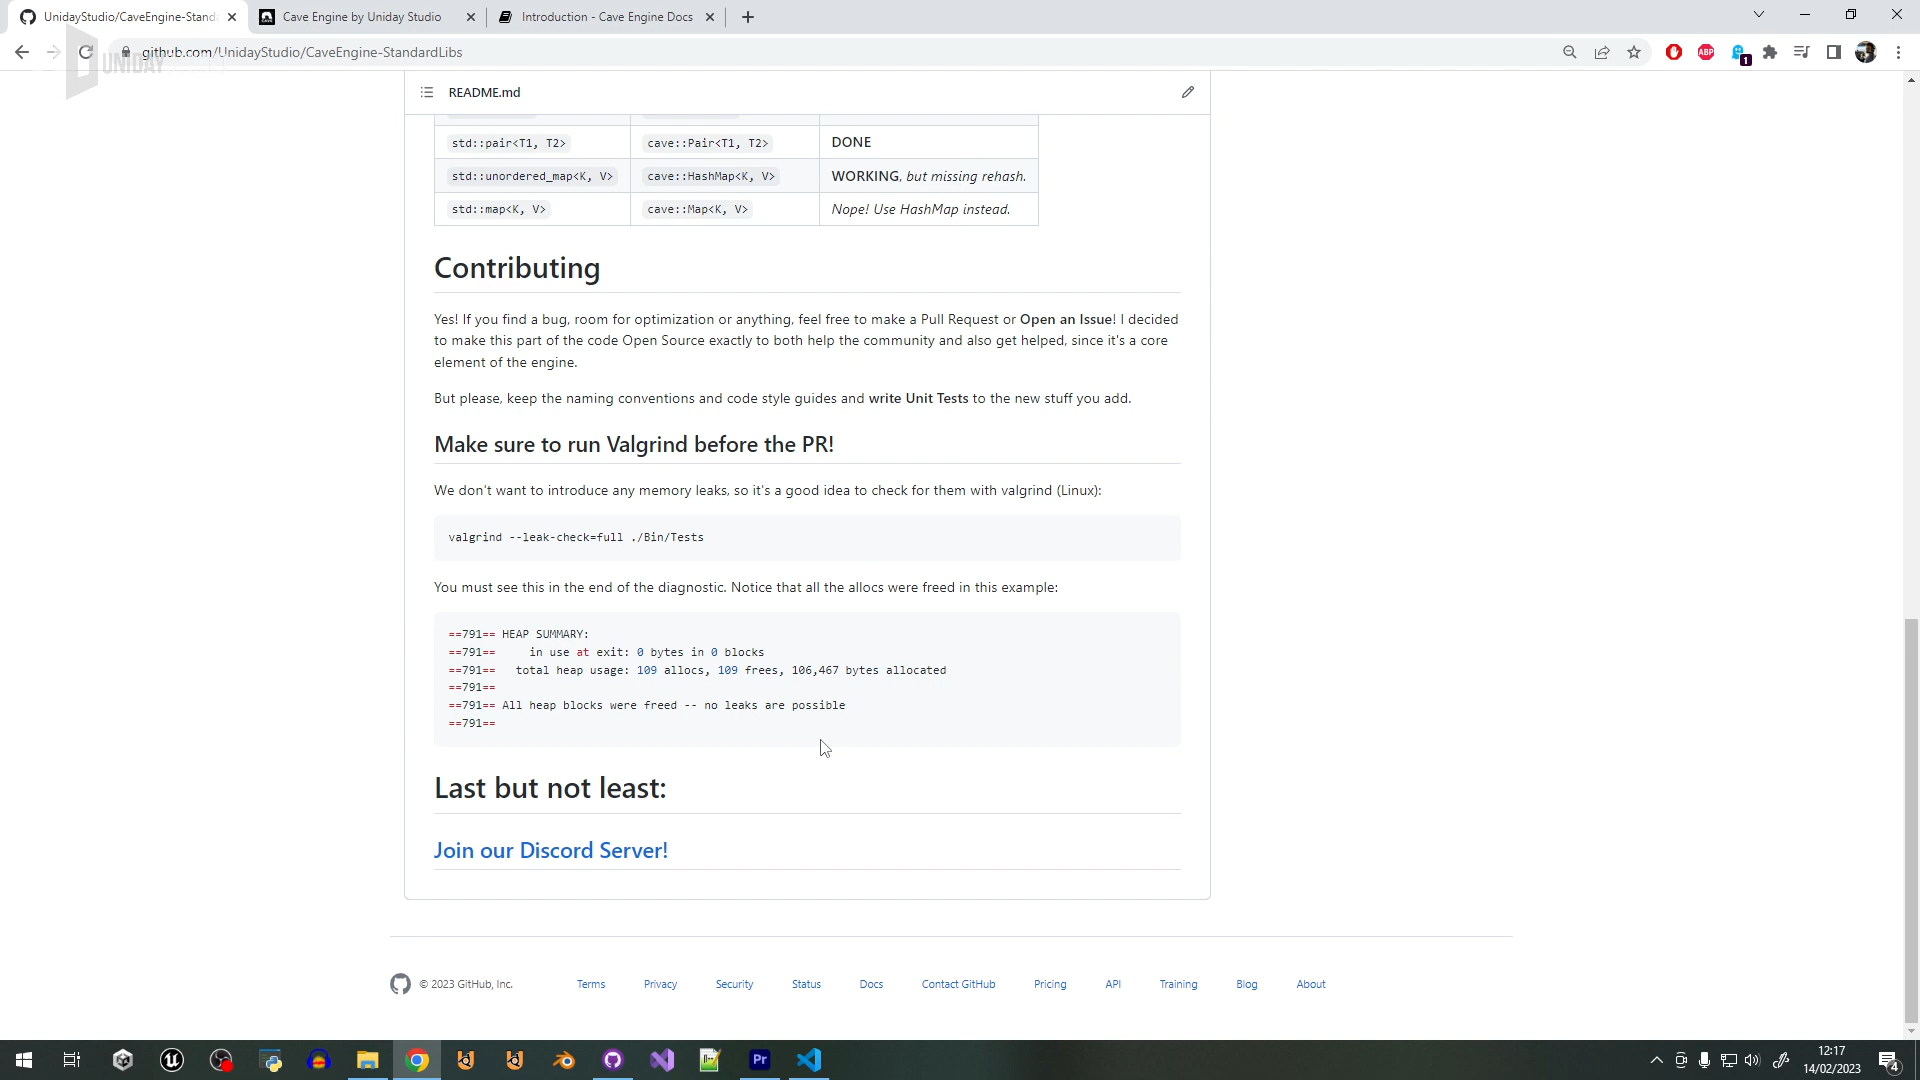 UnidayStudio/CaveEngine-Standa
Cave Engine by Uniday Studio
Introduction - Cave Engine Docs
github.com/UnidayStudio/CaveEngine-StandardLibs
UNIDAY
ABP
1
README.md
std::pair<T1, T2>
cave::Pair<T1, T2>
DONE
std::unordered_map<K, V>
cave::HashMap<K, V>
WORKING, but missing rehash.
std::map<K, V>
cave::Map<K, V>
Nope! Use HashMap instead.
Contributing
Yes! If you find a bug, room for optimization or anything, feel free to make a Pull Request or Open an Issue! I decided
to make this part of the code Open Source exactly to both help the community and also get helped, since it's a core
element of the engine.
But please, keep the naming conventions and code style guides and write Unit Tests to the new stuff you add.
Make sure to run Valgrind before the PR!
We don't want to introduce any memory leaks, so it's a good idea to check for them with valgrind (Linux):
valgrind --leak-check=full ./Bin/Tests
You must see this in the end of the diagnostic. Notice that all the allocs were freed in this example:
==791== HEAP SUMMARY:
==791==     in use at exit: 0 bytes in 0 blocks
==791==   total heap usage: 109 allocs, 109 frees, 106,467 bytes allocated
==791==
==791== All heap blocks were freed -- no leaks are possible
==791==
Last but not least:
Join our Discord Server!
© 2023 GitHub, Inc.
Terms
Privacy
Security
Status
Docs
Contact GitHub
Pricing
API
Training
Blog
About
Pr
12:17
14/02/2023
4